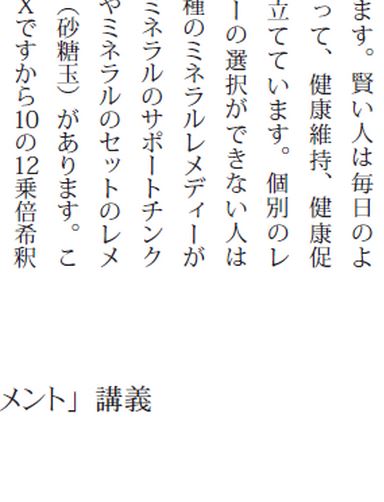 ます。賢い人は毎日のよ
って、健康維持、健康促
立てています。個別のレ
ーの選択ができない人は
種のミネラルレメディーが
ミネラルのサポートチンク
やミネラルのセットのレメ
（砂糖玉）があります。こ
Xですから10の12乗倍希釈
メント」講義